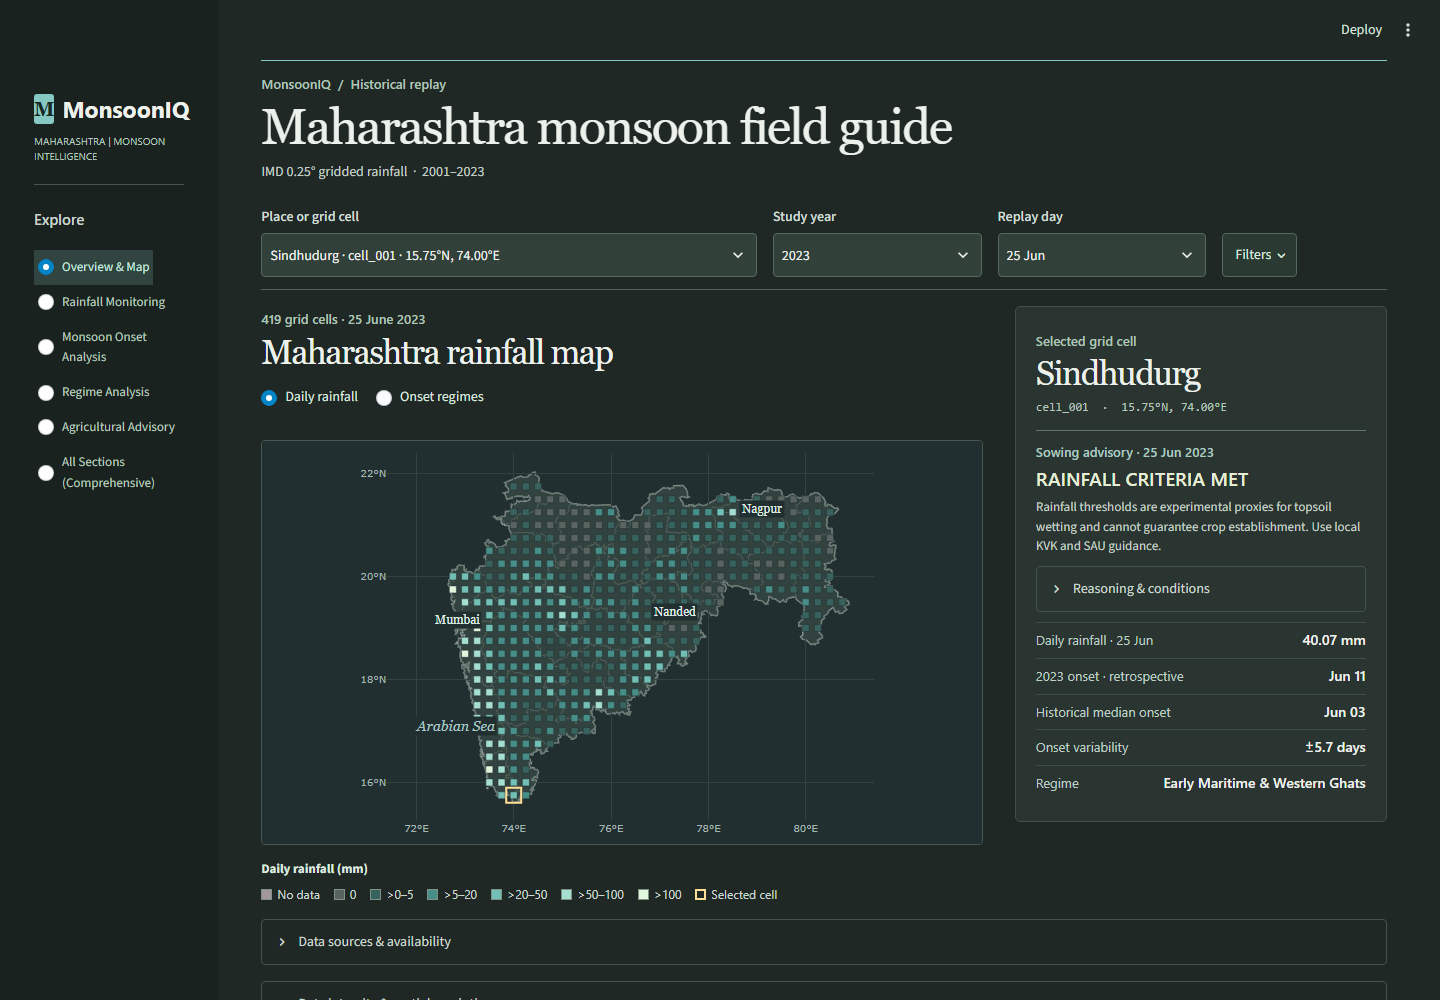 Deploy
M MonsoonIQ
MAHARASHTRA | MONSOON
INTELLIGENCE
Explore
Overview & Map
Rainfall Monitoring
Monsoon Onset
Analysis
Regime Analysis
Agricultural Advisory
All Sections
(Comprehensive)
MonsoonIQ / Historical replay
Maharashtra monsoon field guide
IMD 0.25° gridded rainfall · 2001–2023
Place or grid cell
Sindhudurg · cell_001 · 15.75°N, 74.00°E
Study year
2023
Replay day
25 Jun
Filters
419 grid cells · 25 June 2023
Maharashtra rainfall map
Daily rainfall
Onset regimes
22°N
20°N
18°N
16°N
72°E
74°E
76°E
78°E
80°E
Nagpur
Nanded
Mumbai
Arabian Sea
Daily rainfall (mm)
No data
0
>0–5
>5–20
>20–50
>50–100
>100
Selected cell
Selected grid cell
Sindhudurg
cell_001 · 15.75°N, 74.00°E
Sowing advisory · 25 Jun 2023
RAINFALL CRITERIA MET
Rainfall thresholds are experimental proxies for topsoil
wetting and cannot guarantee crop establishment. Use local
KVK and SAU guidance.
Reasoning & conditions
Daily rainfall · 25 Jun 40.07 mm
2023 onset · retrospective Jun 11
Historical median onset Jun 03
Onset variability ±5.7 days
Regime Early Maritime & Western Ghats
Data sources & availability